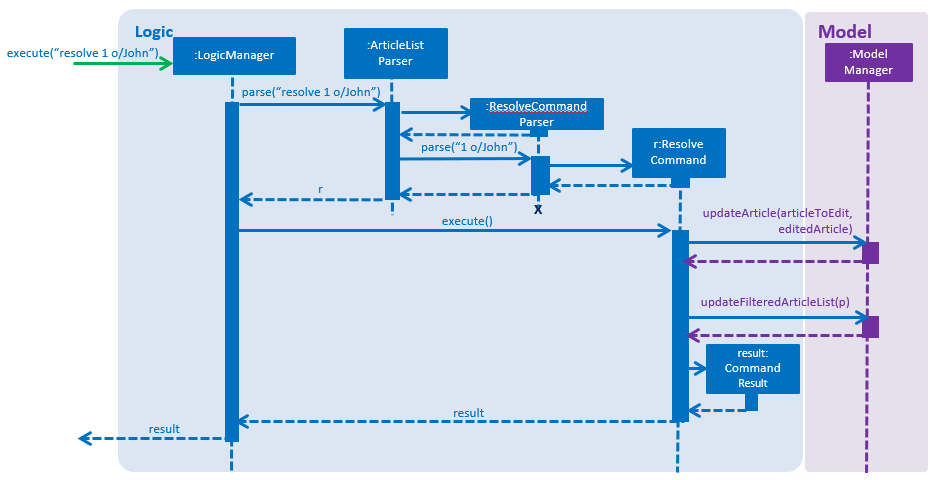 Logic
Model
execute(“resolve 1 o/John”)
:LogicManager
:ArticleList
Parser
:Model
Manager
parse(“resolve 1 o/John”)
:ResolveCommand
Parser
parse(“1 o/John”)
r:Resolve
Command
r
X
execute()
updateArticle(articleToEdit,
editedArticle)
updateFilteredArticleList(p)
result:
Command
Result
result
result